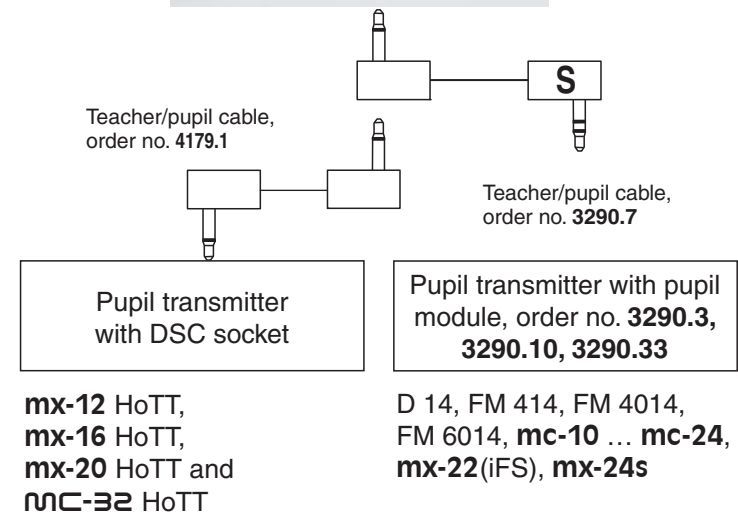 S
Teacher/pupil cable,
order no. 4179.1
Teacher/pupil cable,
order no. 3290.7
Pupil transmitter
with DSC socket
Pupil transmitter with pupil
module, order no. 3290.3,
3290.10, 3290.33
mx-12 HoTT,
mx-16 HoTT,
mx-20 HoTT and
mc-32 HoTT
D 14, FM 414, FM 4014,
FM 6014, mc-10 … mc-24,
mx-22(iFS), mx-24s